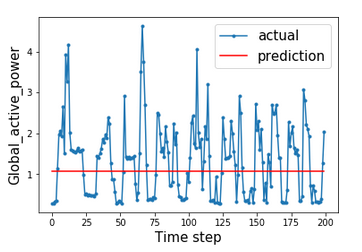 actual
prediction
Global_active_power
4
3
2
1
0 25 50 75 100 125 150 175 200
Time step